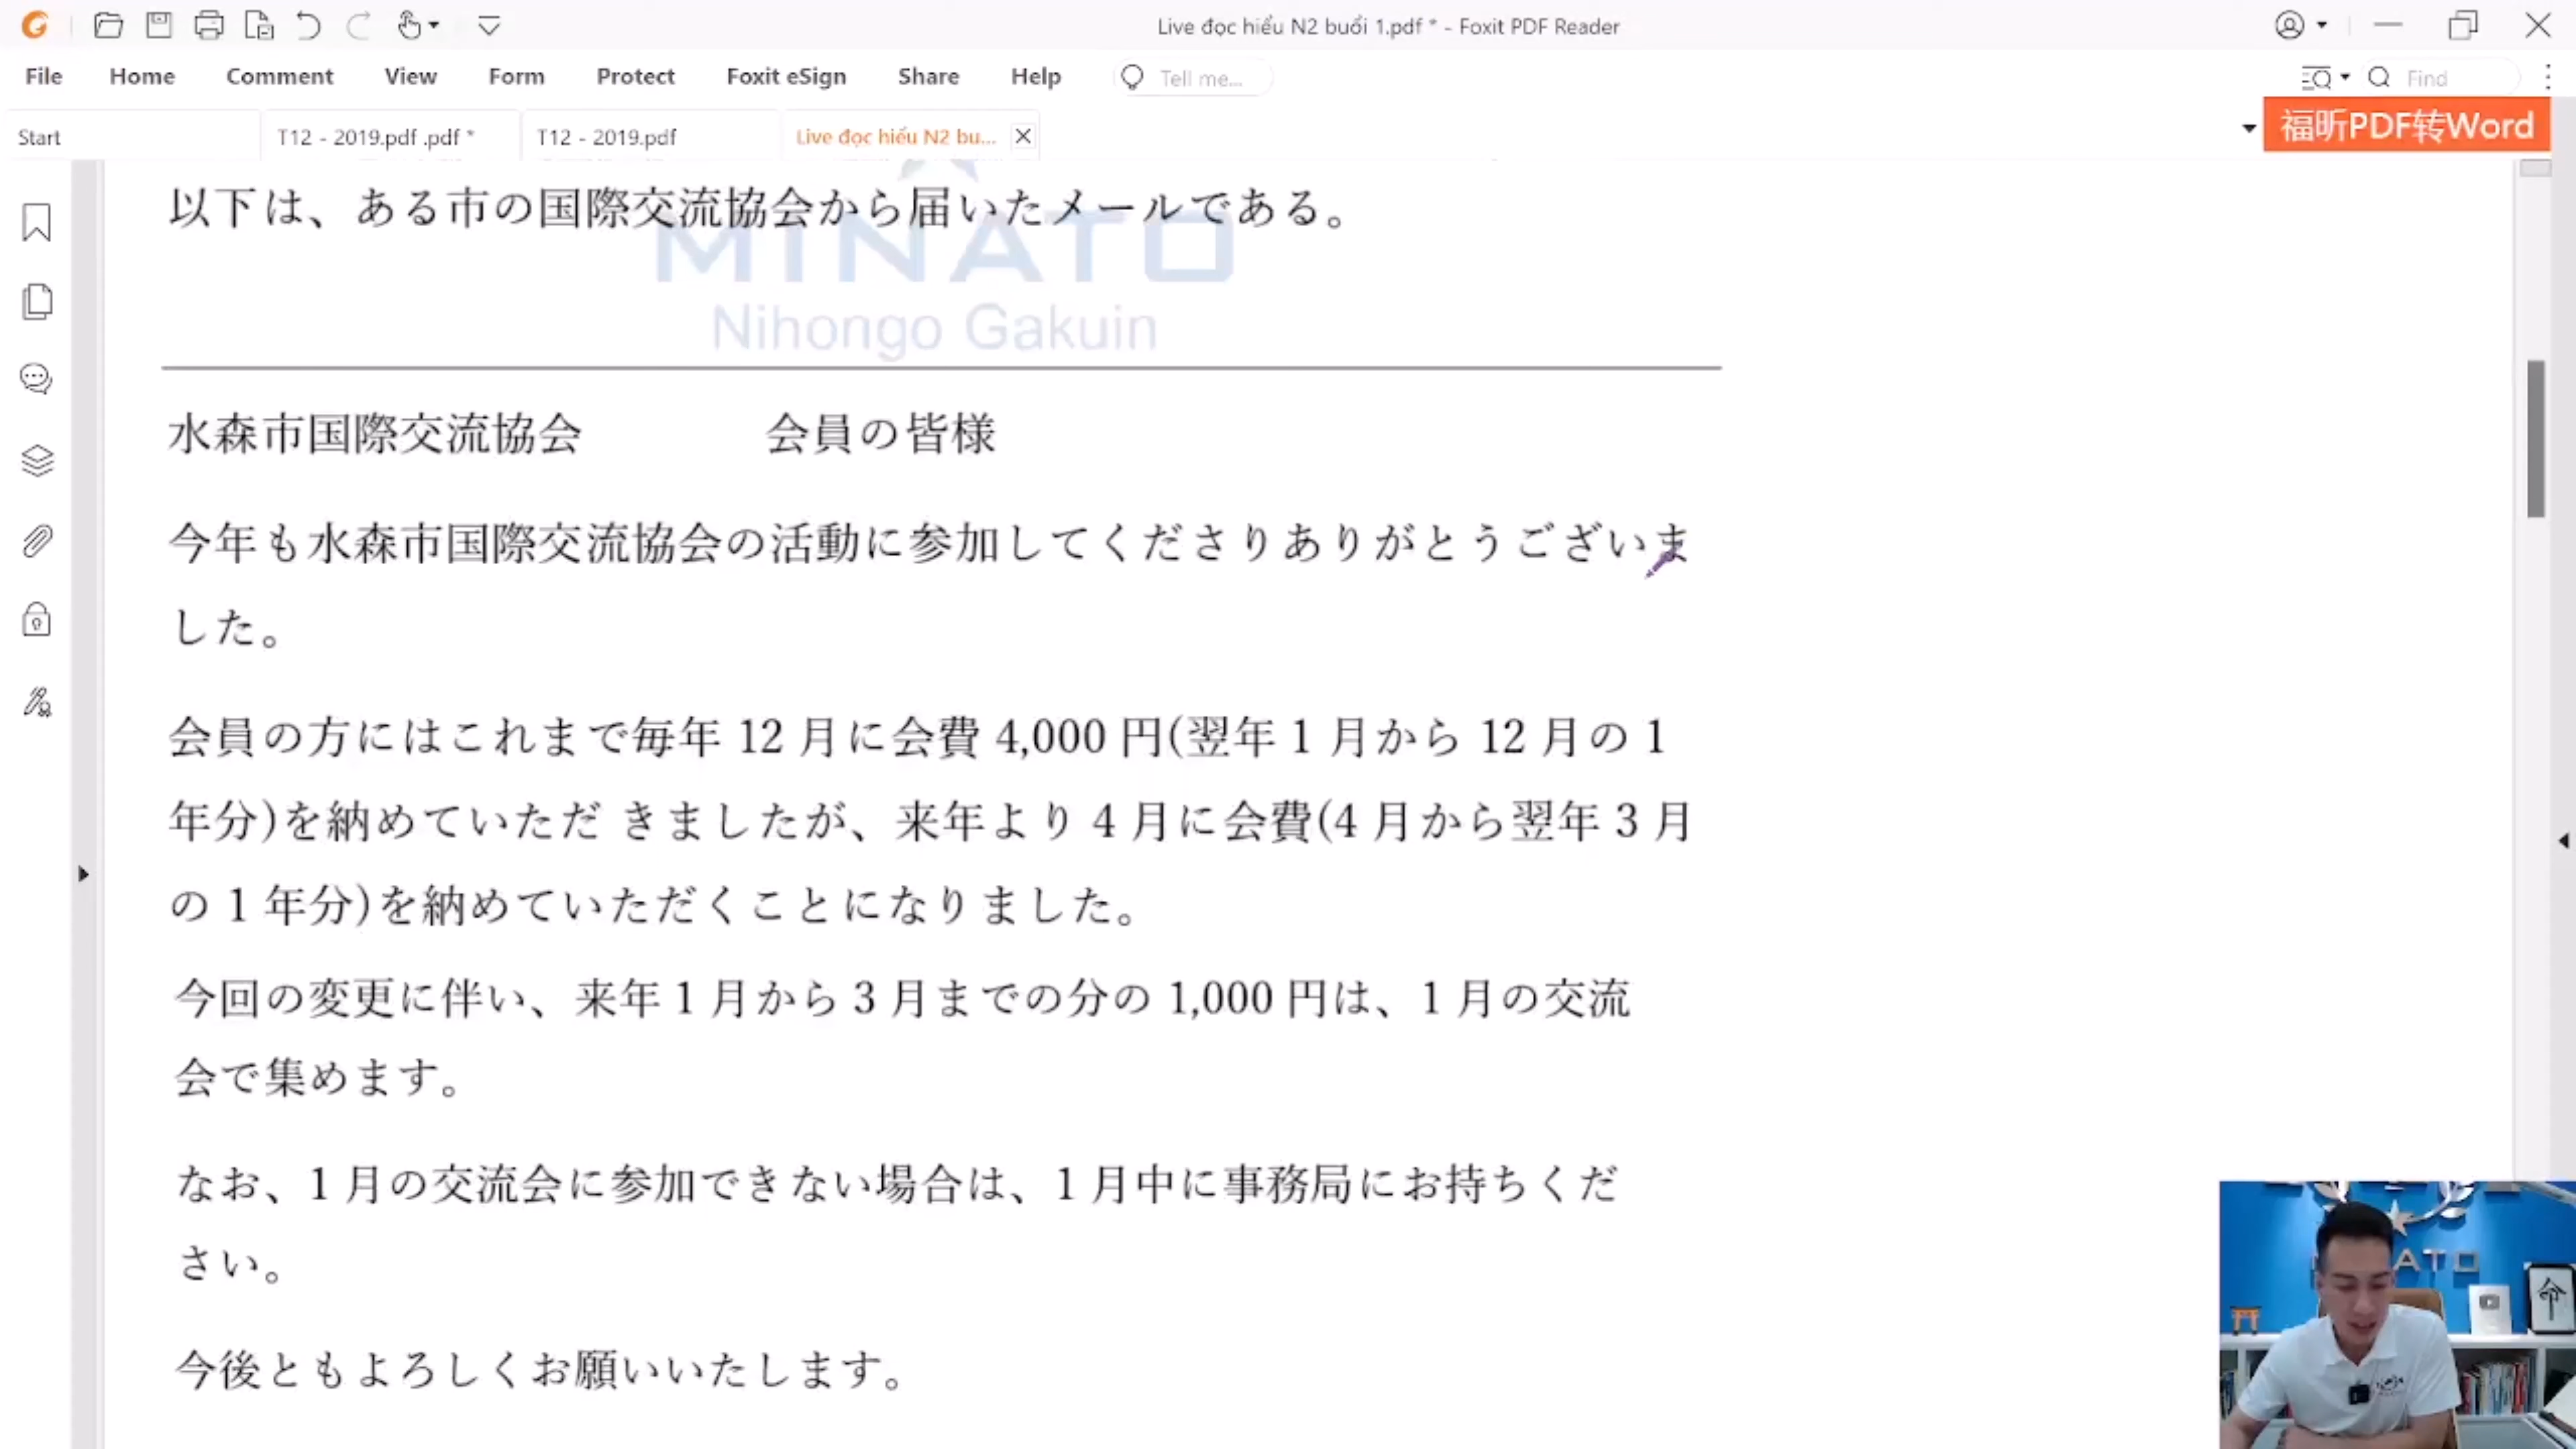 Live đọc hiểu N2 buổi 1.pdf * - Foxit PDF Reader
File Home Comment View Form Protect Foxit eSign Share Help Tell me... Find
Start T12 - 2019.pdf .pdf * T12 - 2019.pdf Live đọc hiểu N2 bu... 福昕PDF转Word
以下は、ある市の国際交流協会から届いたメールである。
MINATO
Nihongo Gakuin
水森市国際交流協会 会員の皆様
今年も水森市国際交流協会の活動に参加してくださりありがとうございま
した。
会員の方にはこれまで毎年 12 月に会費 4,000 円(翌年 1 月から 12 月の 1
年分)を納めていただ きましたが、来年より 4 月に会費(4 月から翌年 3 月
の 1 年分)を納めていただくことになりました。
今回の変更に伴い、来年 1 月から 3 月までの分の 1,000 円は、1 月の交流
会で集めます。
なお、1 月の交流会に参加できない場合は、1 月中に事務局にお持ちくだ
さい。
今後ともよろしくお願いいたします。
ATO
命